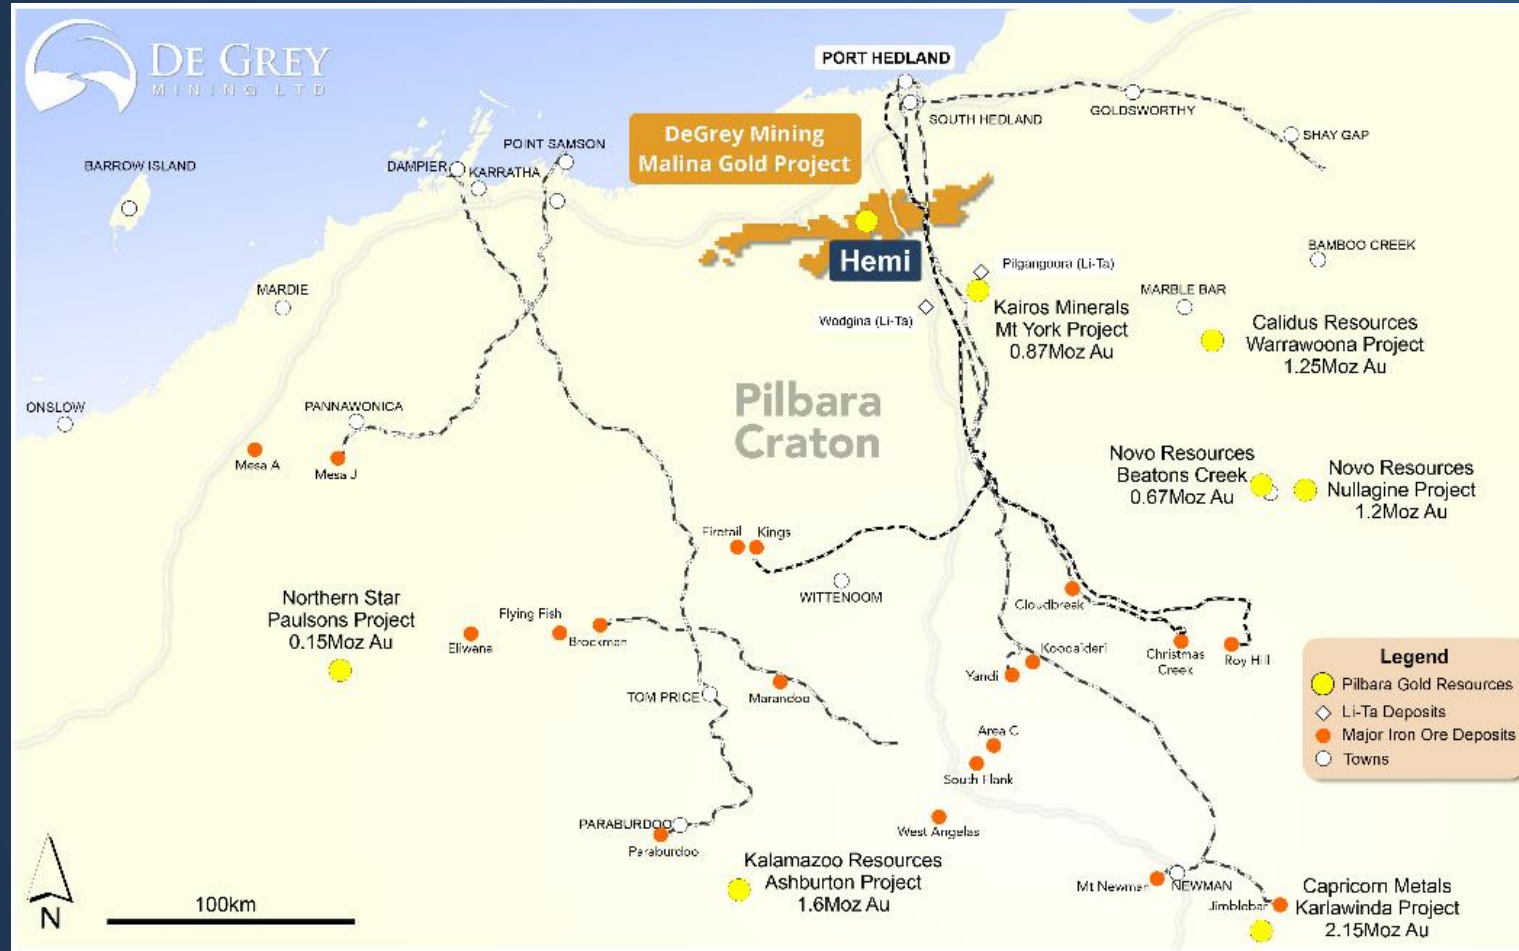 DE GREY
MINING LTD
PORT HEDLAND
SOUTH HEDLAND
GOLDSWORTHY
SHAY GAP
DeGrey Mining
Malina Gold Project
POINT SAMSON
DAMPIER
KARRATHA
BARROW ISLAND
Hemi
BAMBOO CREEK
Pilgangoora (Li-Ta)
MARDIE
MARBLE BAR
Wodgina (Li-Ta)
Kairos Minerals
Mt York Project
0.87Moz Au
Calidus Resources
Warrawoona Project
1.25Moz Au
Pilbara
Craton
ONSLOW
PANNAWONICA
Mesa A
Mesa J
Novo Resources
Beatons Creek
0.67Moz Au
Novo Resources
Nullagine Project
1.2Moz Au
Firetail
Kings
WITTENOOM
Cloudbreak
Northern Star
Paulsons Project
0.15Moz Au
Flying Fish
Eliwana
Brockman
Koodaideri
Yandi
Christmas
Creek
Roy Hill
TOM PRICE
Marandoo
Area C
South Flank
Legend
Pilbara Gold Resources
Li-Ta Deposits
Major Iron Ore Deposits
Towns
PARABURDOO
Paraburdoo
West Angelas
Kalamazoo Resources
Ashburton Project
1.6Moz Au
Mt Newman
NEWMAN
Jimblebar
Capricorn Metals
Karlawinda Project
2.15Moz Au
N
100km